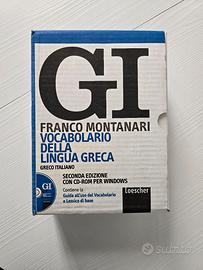 GI
FRANCO MONTANARI
VOCABOLARIO
DELLA
LINGUA GRECA
GRECO ITALIANO
SECONDA EDIZIONE
CON CD-ROM PER WINDOWS
Contiene la
Guida all'uso del Vocabolario
e Lessico di base
Loescher
GI
Subito.it